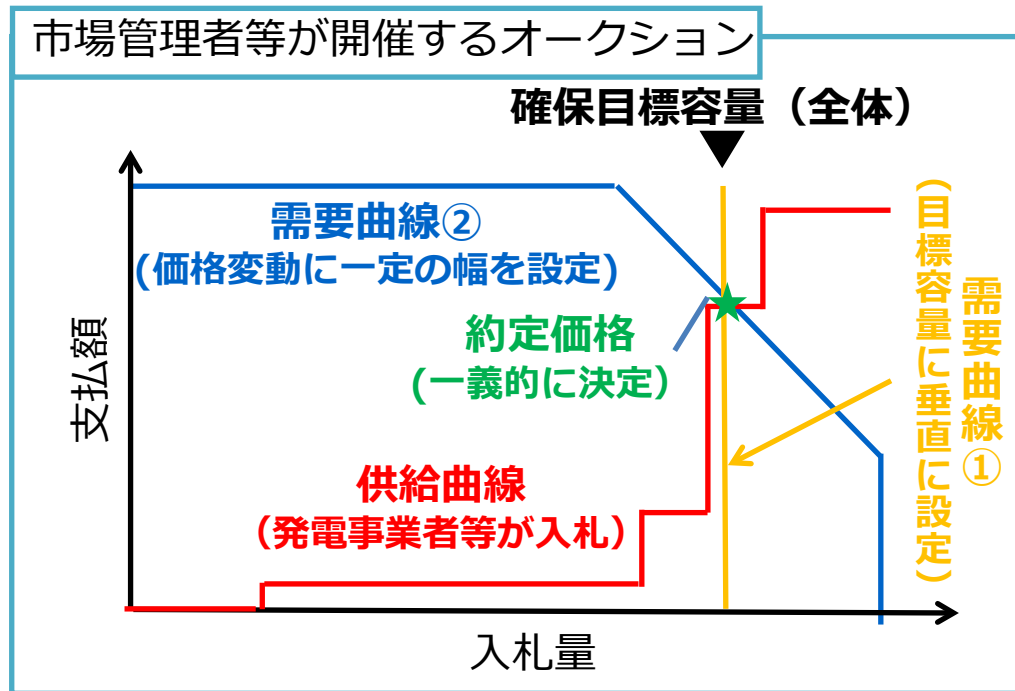 市場管理者等が開催するオークション
確保目標容量（全体）
需要曲線②
(価格変動に一定の幅を設定)
約定価格
(一義的に決定）
供給曲線
（発電事業者等が入札）
需要曲線①
（目標容量に垂直に設定）
支払額
入札量